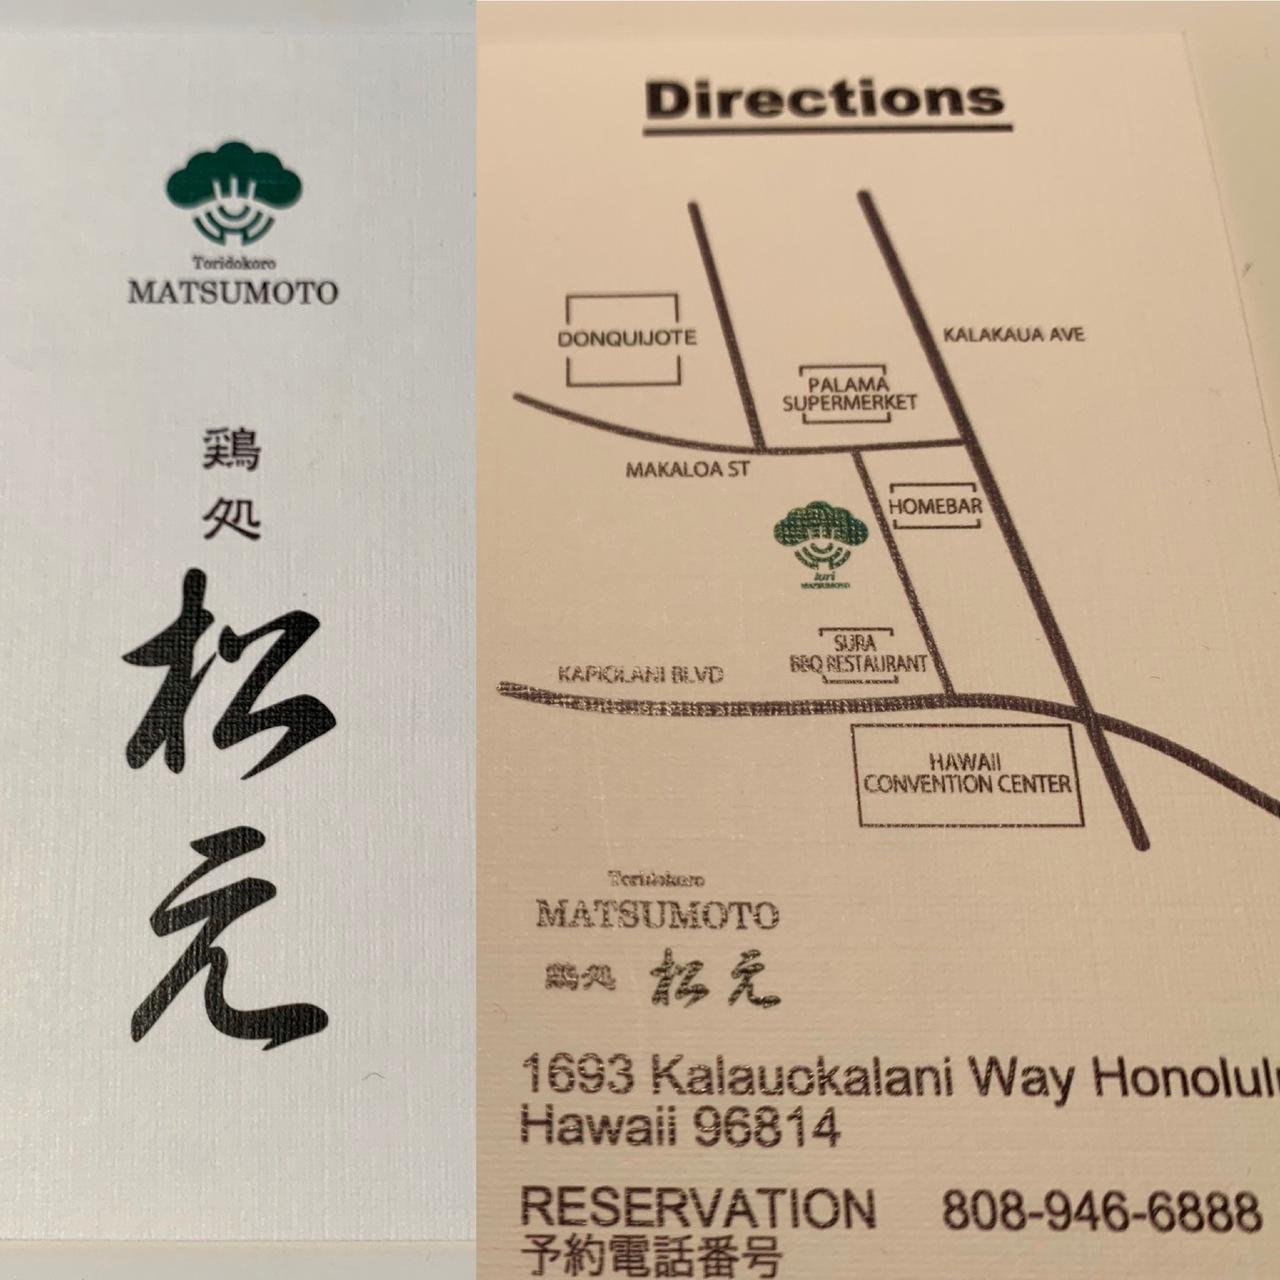 Toridokoro
MATSUMOTO
鶏処
松元
Directions
DONQUIJOTE
KALAKAUA AVE
PALAMA
SUPERMERKET
MAKALOA ST
HOMEBAR
MATSUMOTO
SURA
BBQ RESTAURANT
KAPIOLANI BLVD
HAWAII
CONVENTION CENTER
Toridokoro
MATSUMOTO
鶏処 松元
1693 Kalauokalani Way Honolulu
Hawaii 96814
RESERVATION 808-946-6888
予約電話番号